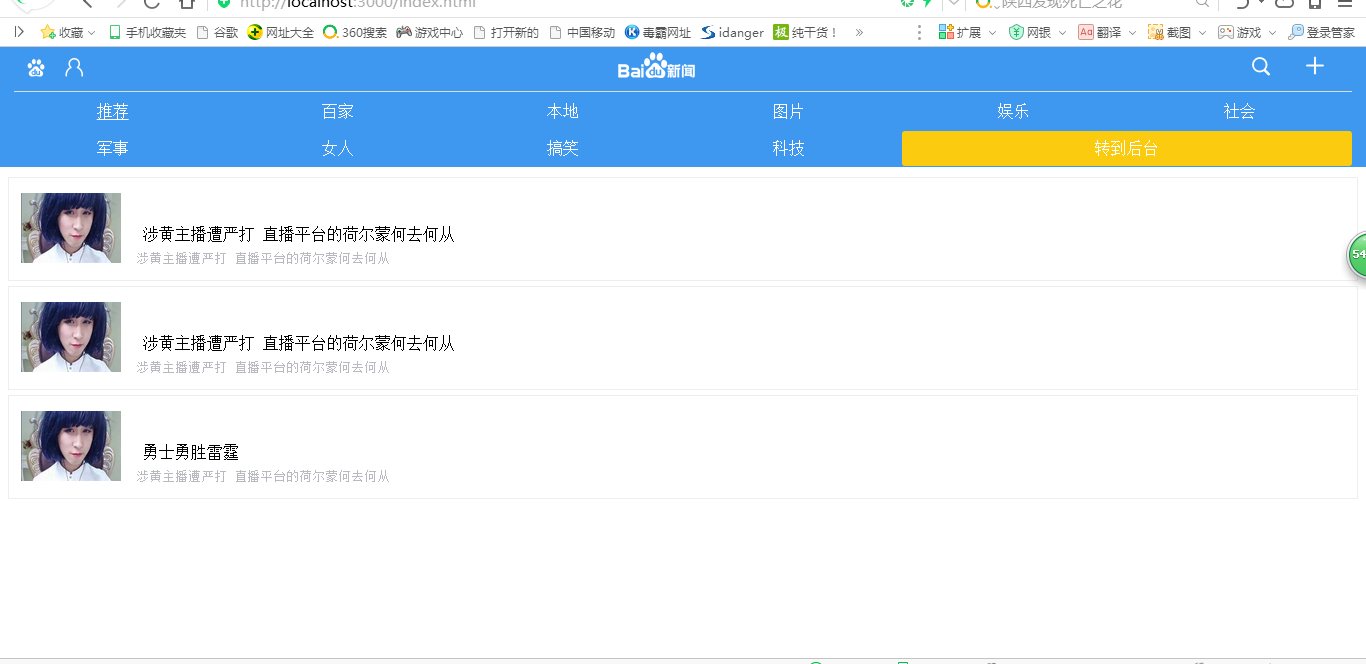 http://localhost:3000/index.html 陕西发现死亡之花
收藏 手机收藏夹 谷歌 网址大全 360搜索 游戏中心 打开新的 中国移动 毒霸网址 idanger 极 纯干货！ » 扩展 网银 Aa 翻译 截图 游戏 登录管家
Bai du 新闻
推荐 百家 本地 图片 娱乐 社会
军事 女人 搞笑 科技 转到后台
涉黄主播遭严打 直播平台的荷尔蒙何去何从
涉黄主播遭严打 直播平台的荷尔蒙何去何从
54
涉黄主播遭严打 直播平台的荷尔蒙何去何从
涉黄主播遭严打 直播平台的荷尔蒙何去何从
勇士勇胜雷霆
涉黄主播遭严打 直播平台的荷尔蒙何去何从